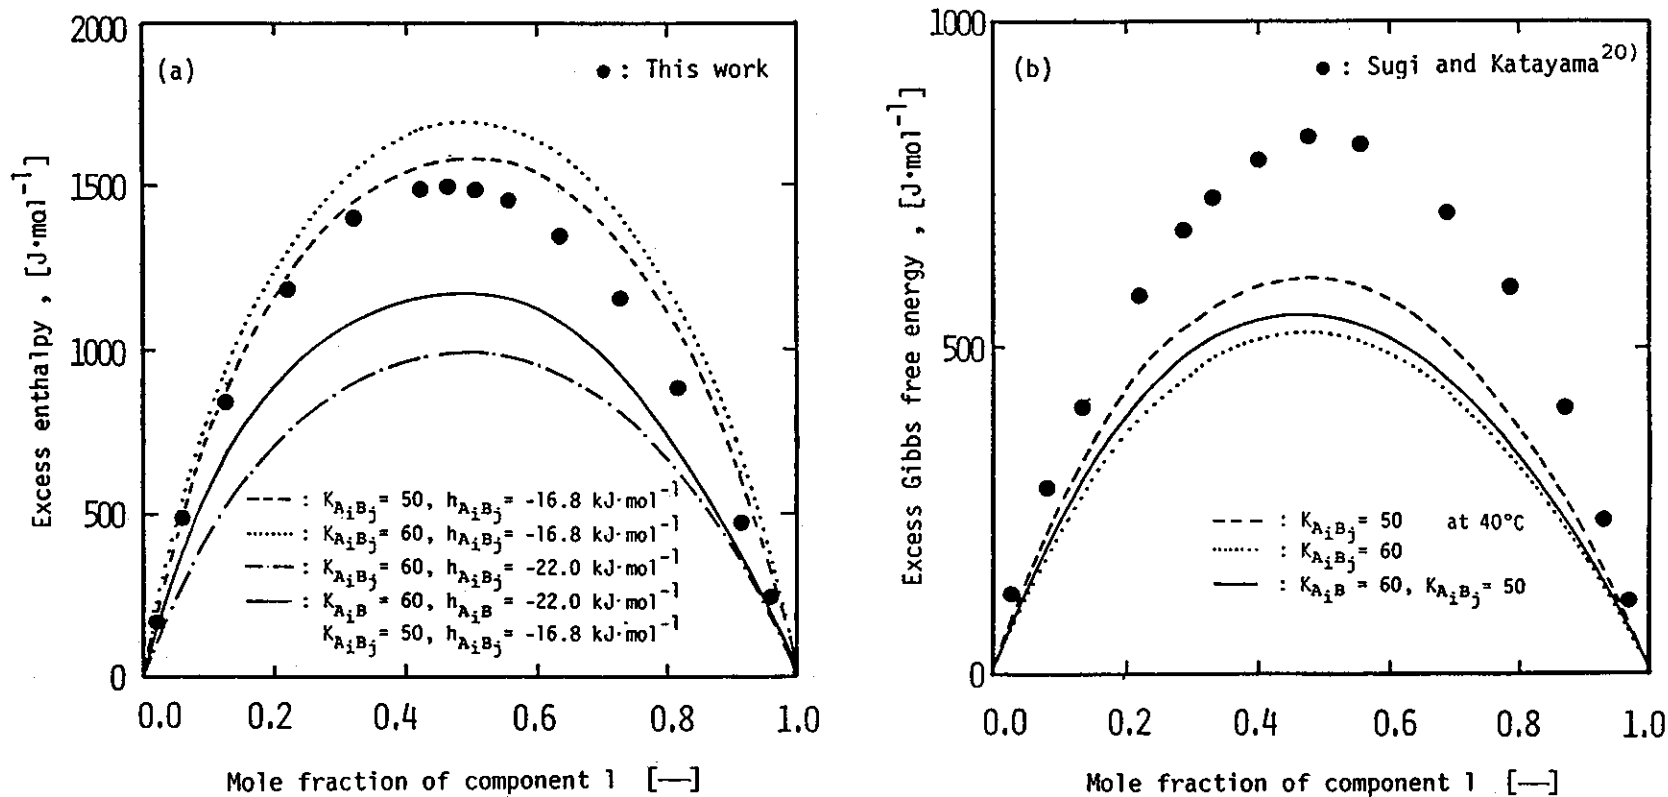 2000
1500
1000
500
0
0.0 0.2 0.4 0.6 0.8 1.0
Excess enthalpy , [J·mol⁻¹]
Mole fraction of component 1 [—]
(a)
● : This work
: K_AiBj = 50, h_AiBj = -16.8 kJ·mol⁻¹
: K_AiBj = 60, h_AiBj = -16.8 kJ·mol⁻¹
: K_AiBj = 60, h_AiBj = -22.0 kJ·mol⁻¹
: K_AiB = 60, h_AiB = -22.0 kJ·mol⁻¹
K_AiBj = 50, h_AiBj = -16.8 kJ·mol⁻¹
1000
500
0
0.0 0.2 0.4 0.6 0.8 1.0
Excess Gibbs free energy , [J·mol⁻¹]
Mole fraction of component 1 [—]
(b)
● : Sugi and Katayama²⁰⁾
: K_AiBj = 50 at 40°C
: K_AiBj = 60
: K_AiB = 60, K_AiBj = 50